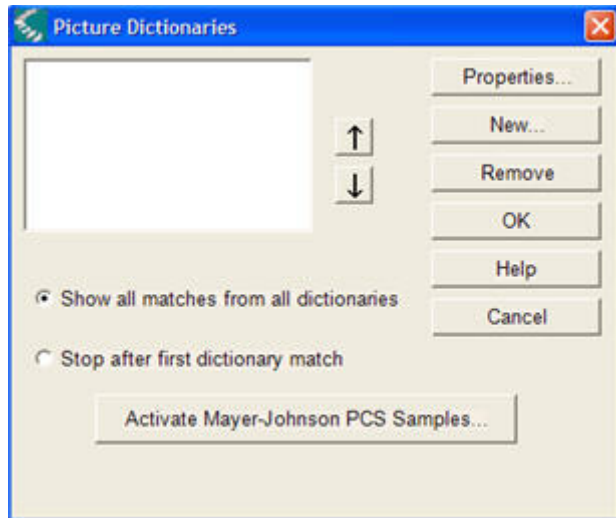 Picture Dictionaries
Properties...
New...
Remove
OK
Help
Cancel
Show all matches from all dictionaries
Stop after first dictionary match
Activate Mayer-Johnson PCS Samples...